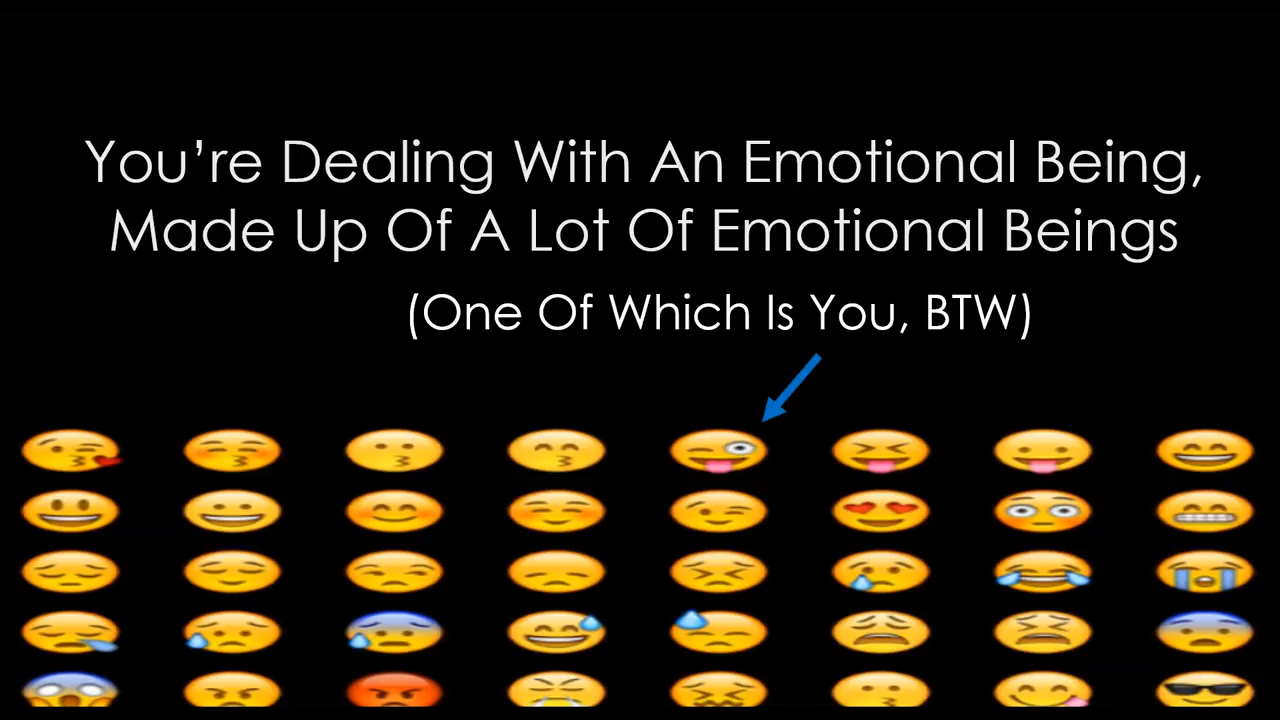 You’re Dealing With An Emotional Being,
Made Up Of A Lot Of Emotional Beings
(One Of Which Is You, BTW)